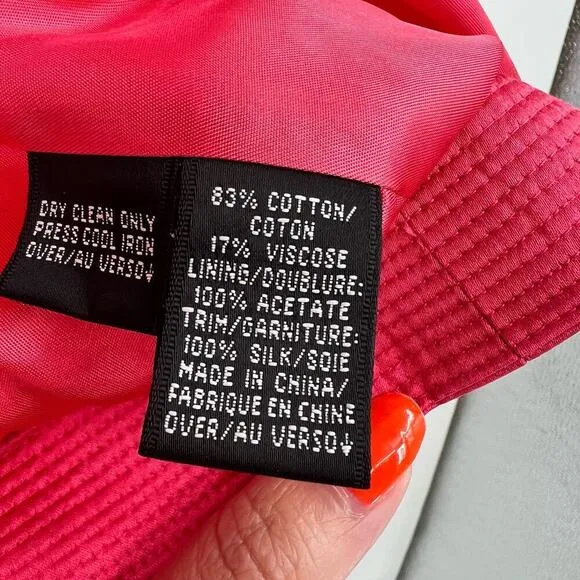 DRY CLEAN ONLY
PRESS COOL IRON
OVER/AU VERSO↓
83% COTTON/
COTON
17% VISCOSE
LINING/DOUBLURE:
100% ACETATE
TRIM/GARNITURE:
100% SILK/SOIE
MADE IN CHINA/
FABRIQUE EN CHINE
OVER/AU VERSO↓